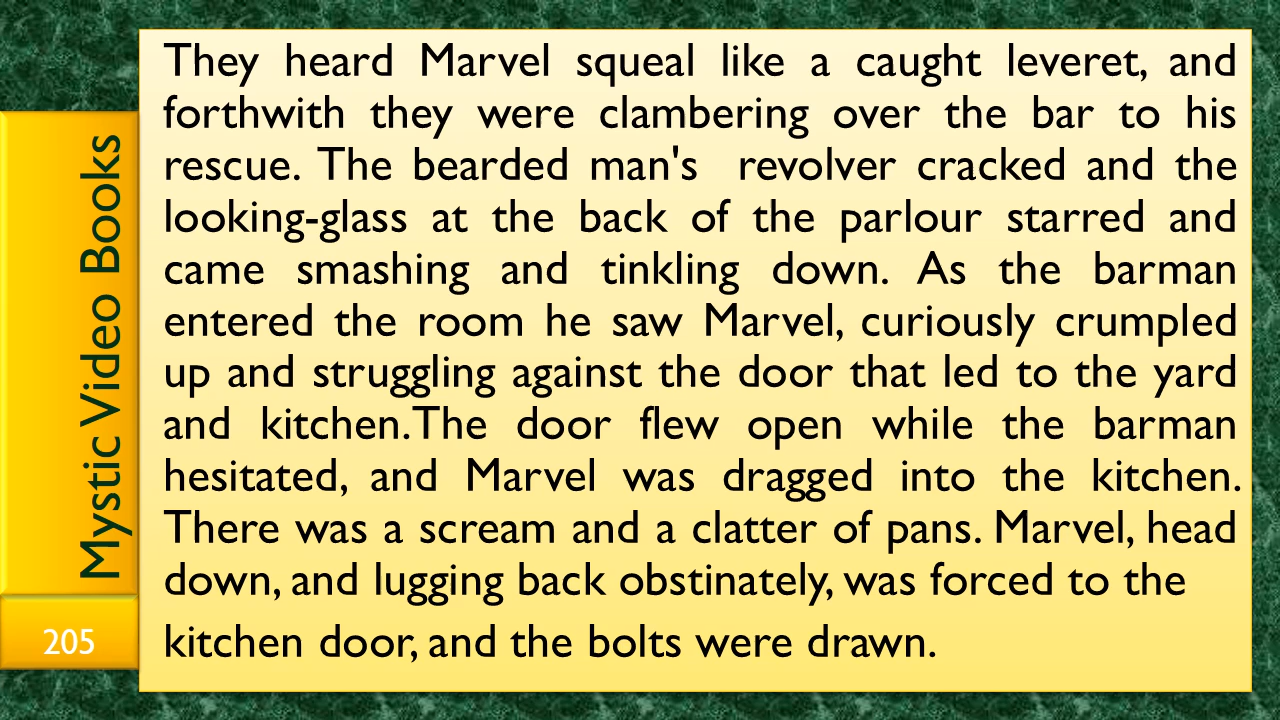 They heard Marvel squeal like a caught leveret, and
forthwith they were clambering over the bar to his
rescue. The bearded man's revolver cracked and the
looking-glass at the back of the parlour starred and
came smashing and tinkling down. As the barman
entered the room he saw Marvel, curiously crumpled
up and struggling against the door that led to the yard
and kitchen.The door flew open while the barman
hesitated, and Marvel was dragged into the kitchen.
There was a scream and a clatter of pans. Marvel, head
down, and lugging back obstinately, was forced to the
kitchen door, and the bolts were drawn.
Mystic Video Books
205